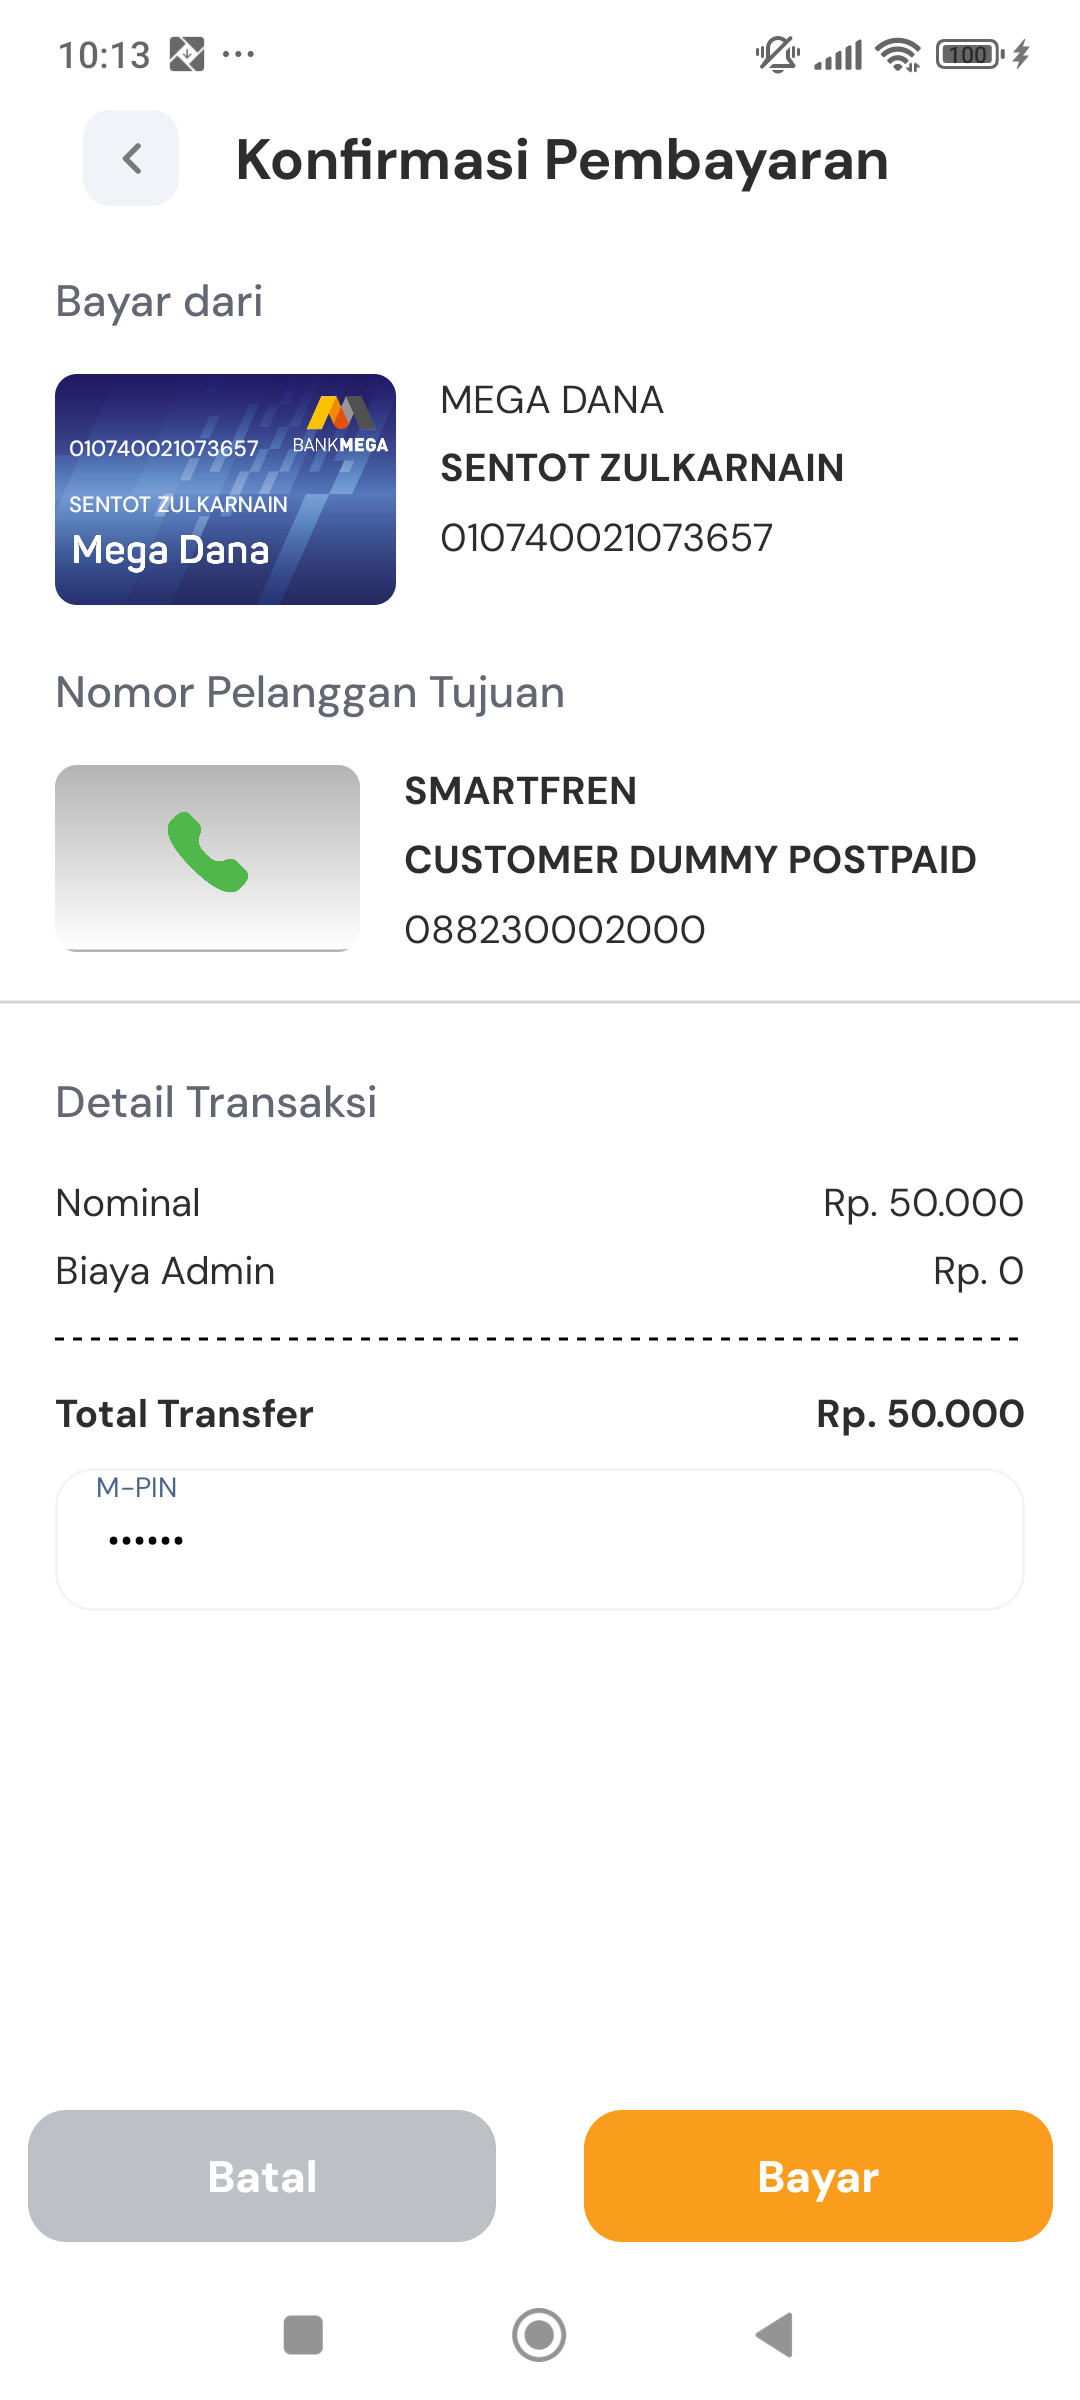 10:13
100
Konfirmasi Pembayaran
Bayar dari
010740021073657
BANKMEGA
SENTOT ZULKARNAIN
Mega Dana
MEGA DANA
SENTOT ZULKARNAIN
010740021073657
Nomor Pelanggan Tujuan
SMARTFREN
CUSTOMER DUMMY POSTPAID
088230002000
Detail Transaksi
Nominal Rp. 50.000
Biaya Admin Rp. 0
Total Transfer Rp. 50.000
M-PIN
••••••
Batal Bayar